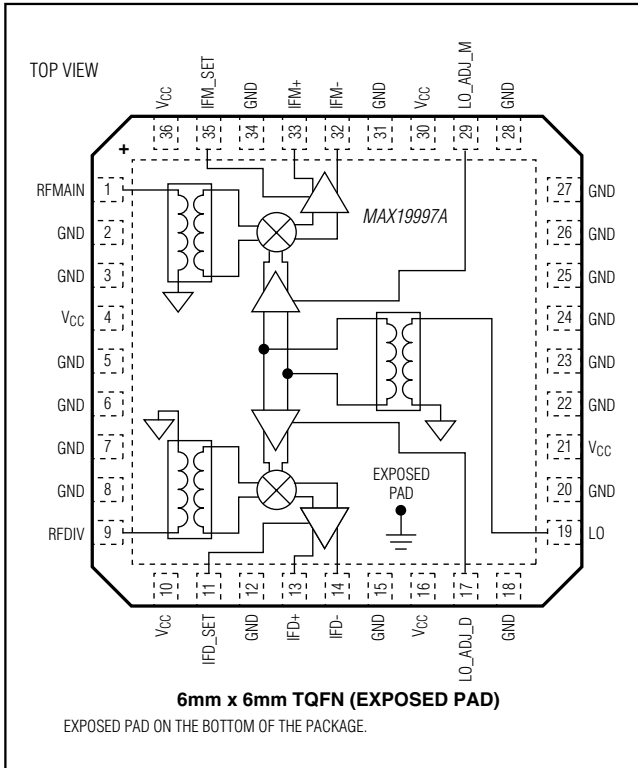 TOP VIEW
VCC
IFM_SET
GND
IFM+
IFM-
GND
VCC
LO_ADJ_M
GND
36
35
34
33
32
31
30
29
28
+
RFMAIN 1
GND 2
GND 3
VCC 4
GND 5
GND 6
GND 7
GND 8
RFDIV 9
MAX19997A
EXPOSED
PAD
27 GND
26 GND
25 GND
24 GND
23 GND
22 GND
21 VCC
20 GND
19 LO
10
11
12
13
14
15
16
17
18
VCC
IFD_SET
GND
IFD+
IFD-
GND
VCC
LO_ADJ_D
GND
6mm x 6mm TQFN (EXPOSED PAD)
EXPOSED PAD ON THE BOTTOM OF THE PACKAGE.